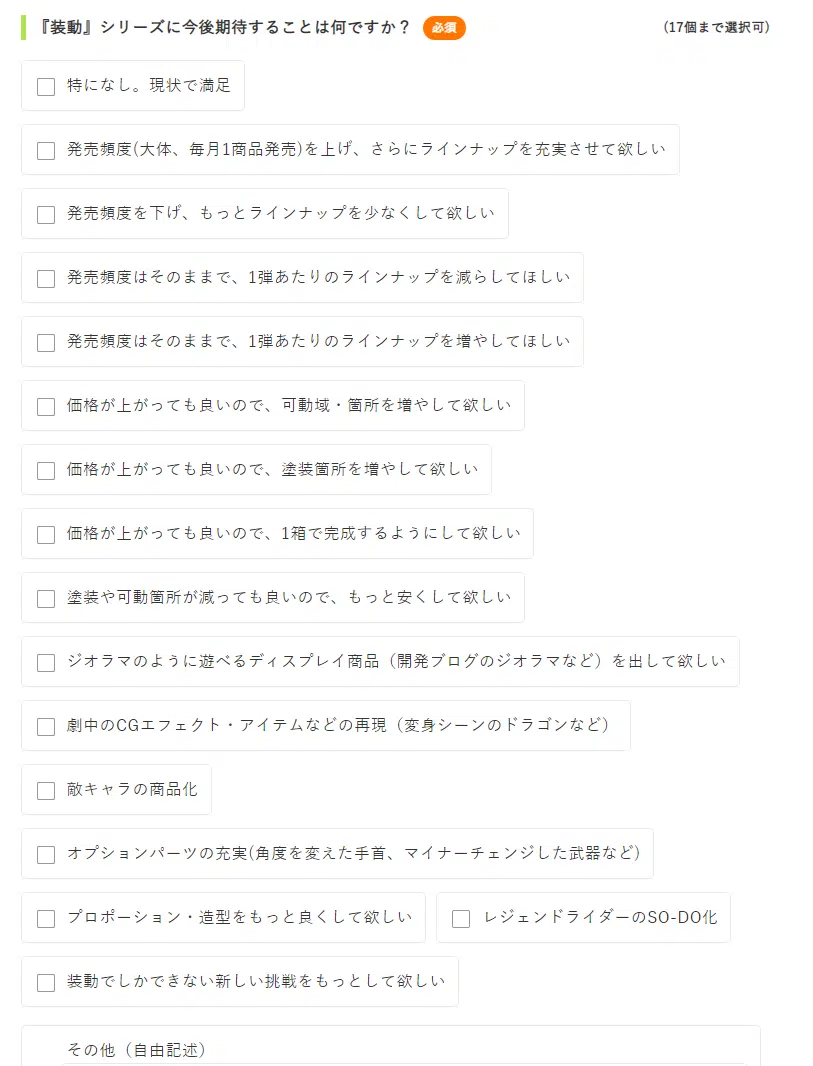 『装動』シリーズに今後期待することは何ですか？ 必須 (17個まで選択可)
特になし。現状で満足
発売頻度(大体、毎月1商品発売)を上げ、さらにラインナップを充実させて欲しい
発売頻度を下げ、もっとラインナップを少なくして欲しい
発売頻度はそのままで、1弾あたりのラインナップを減らしてほしい
発売頻度はそのままで、1弾あたりのラインナップを増やしてほしい
価格が上がっても良いので、可動域・箇所を増やして欲しい
価格が上がっても良いので、塗装箇所を増やして欲しい
価格が上がっても良いので、1箱で完成するようにして欲しい
塗装や可動箇所が減っても良いので、もっと安くして欲しい
ジオラマのように遊べるディスプレイ商品（開発ブログのジオラマなど）を出して欲しい
劇中のCGエフェクト・アイテムなどの再現（変身シーンのドラゴンなど）
敵キャラの商品化
オプションパーツの充実(角度を変えた手首、マイナーチェンジした武器など)
プロポーション・造型をもっと良くして欲しい レジェンドライダーのSO-DO化
装動でしかできない新しい挑戦をもっとして欲しい
その他（自由記述）